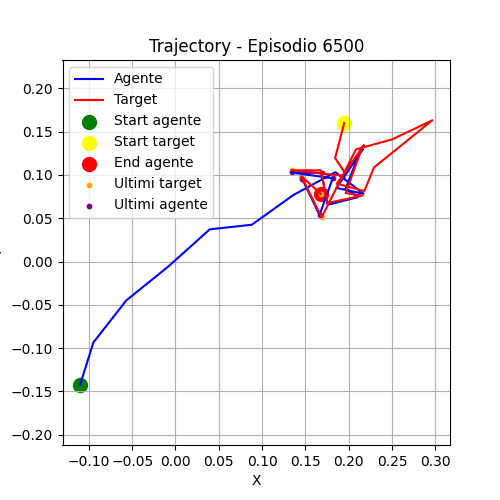 Trajectory - Episodio 6500
Agente
Target
Start agente
Start target
End agente
Ultimi target
Ultimi agente
0.20
0.15
0.10
0.05
0.00
−0.05
−0.10
−0.15
−0.20
−0.10 −0.05 0.00 0.05 0.10 0.15 0.20 0.25 0.30
X